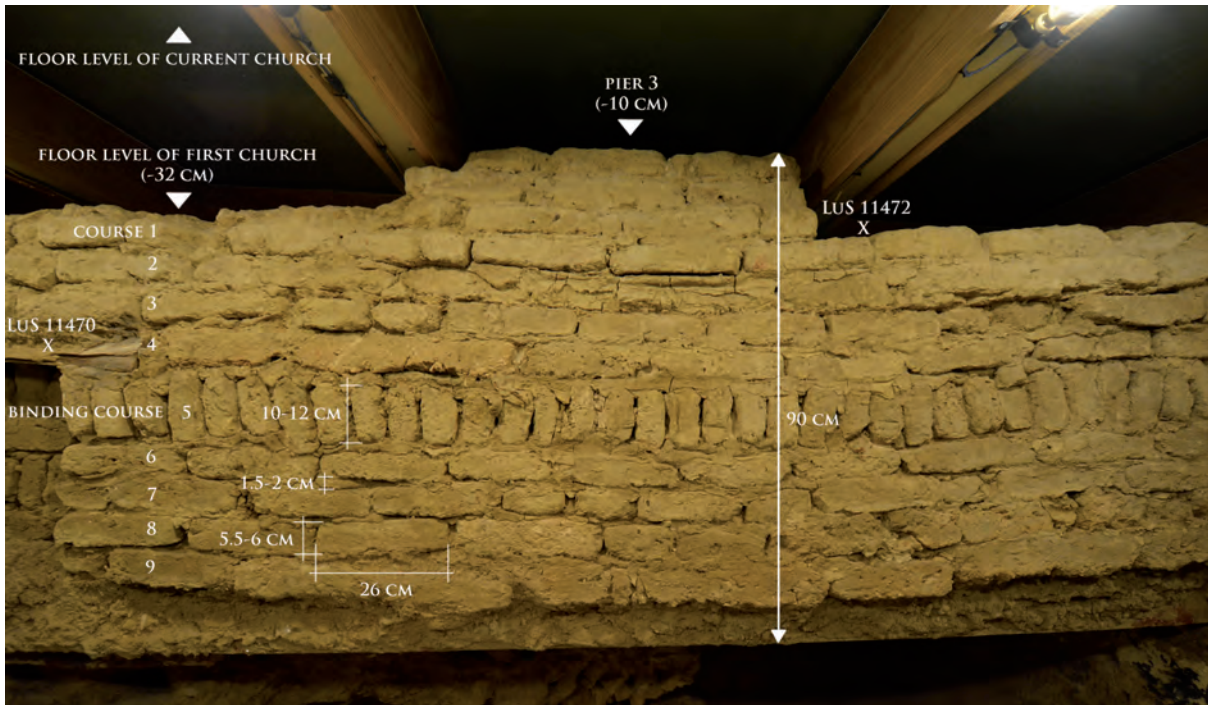 FLOOR LEVEL OF CURRENT CHURCH
PIER 3
(-10 CM)
FLOOR LEVEL OF FIRST CHURCH
(-32 CM)
LUS 11472
X
COURSE 1
2
3
LUS 11470
X
4
BINDING COURSE 5
10-12 CM
90 CM
6
1.5-2 CM
7
8
5.5-6 CM
9
26 CM